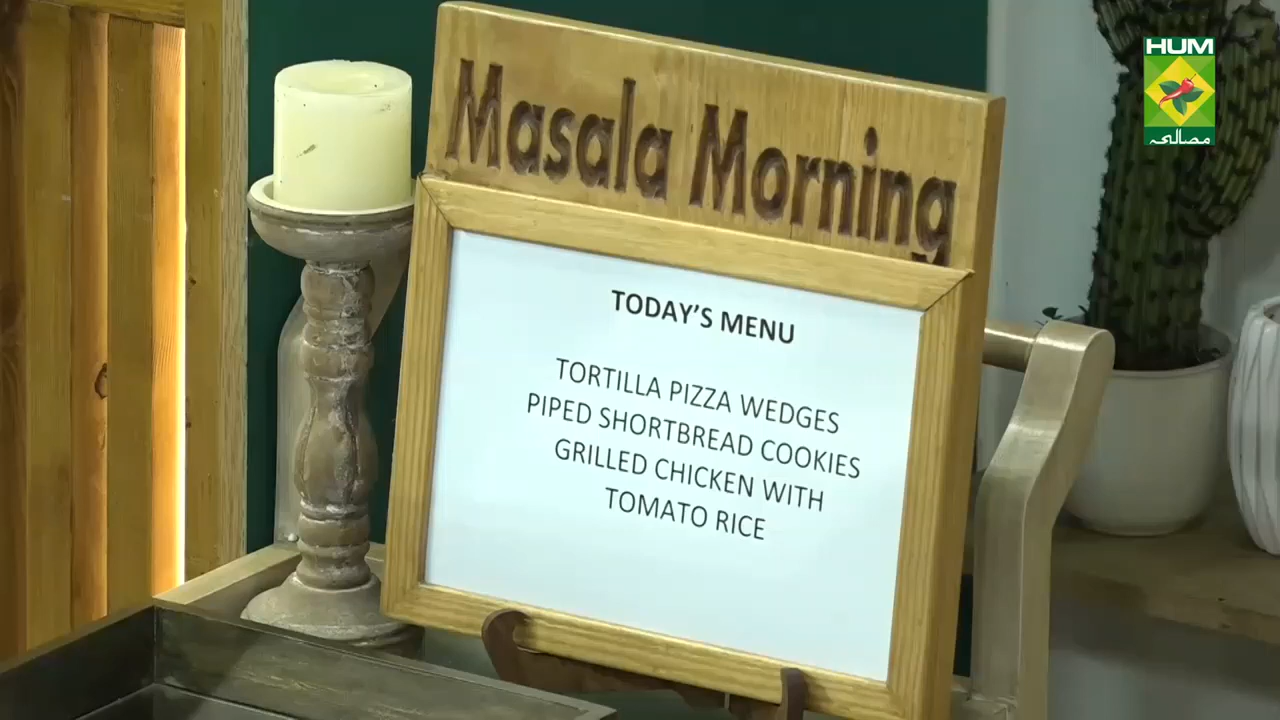 HUM
مصالحہ
Masala Morning
TODAY'S MENU
TORTILLA PIZZA WEDGES
PIPED SHORTBREAD COOKIES
GRILLED CHICKEN WITH
TOMATO RICE